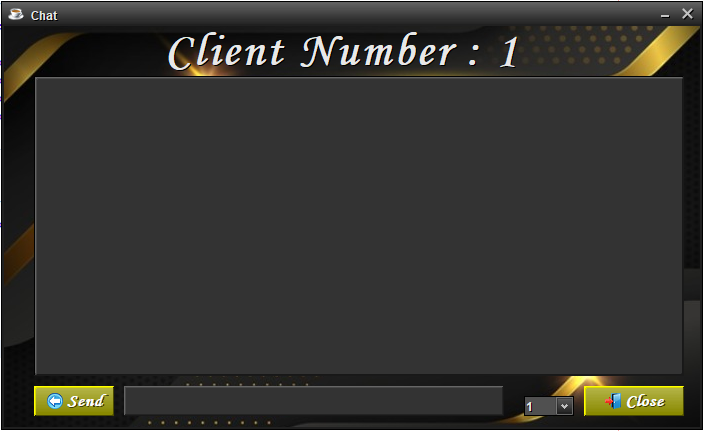 Chat
Client Number : 1
Send
1
Close